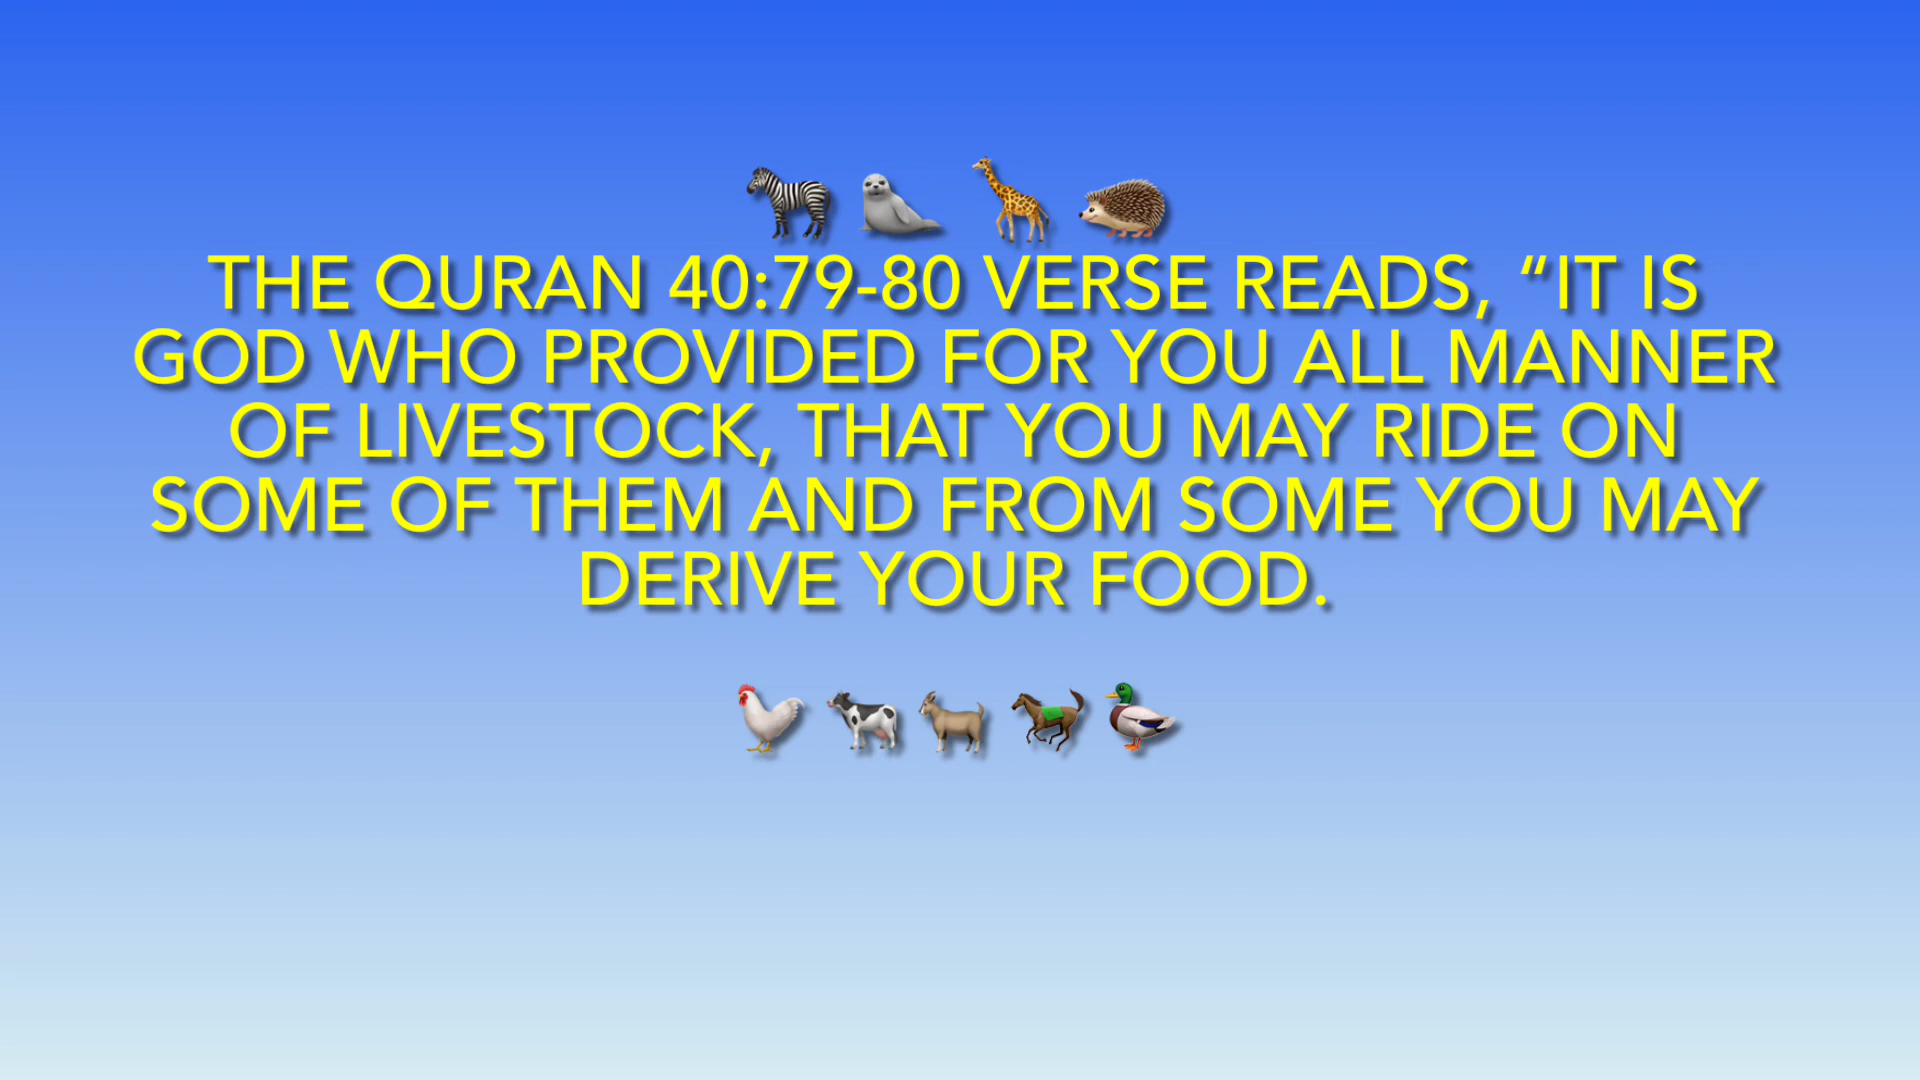 THE QURAN 40:79-80 VERSE READS, “IT IS
GOD WHO PROVIDED FOR YOU ALL MANNER
OF LIVESTOCK, THAT YOU MAY RIDE ON
SOME OF THEM AND FROM SOME YOU MAY
DERIVE YOUR FOOD.